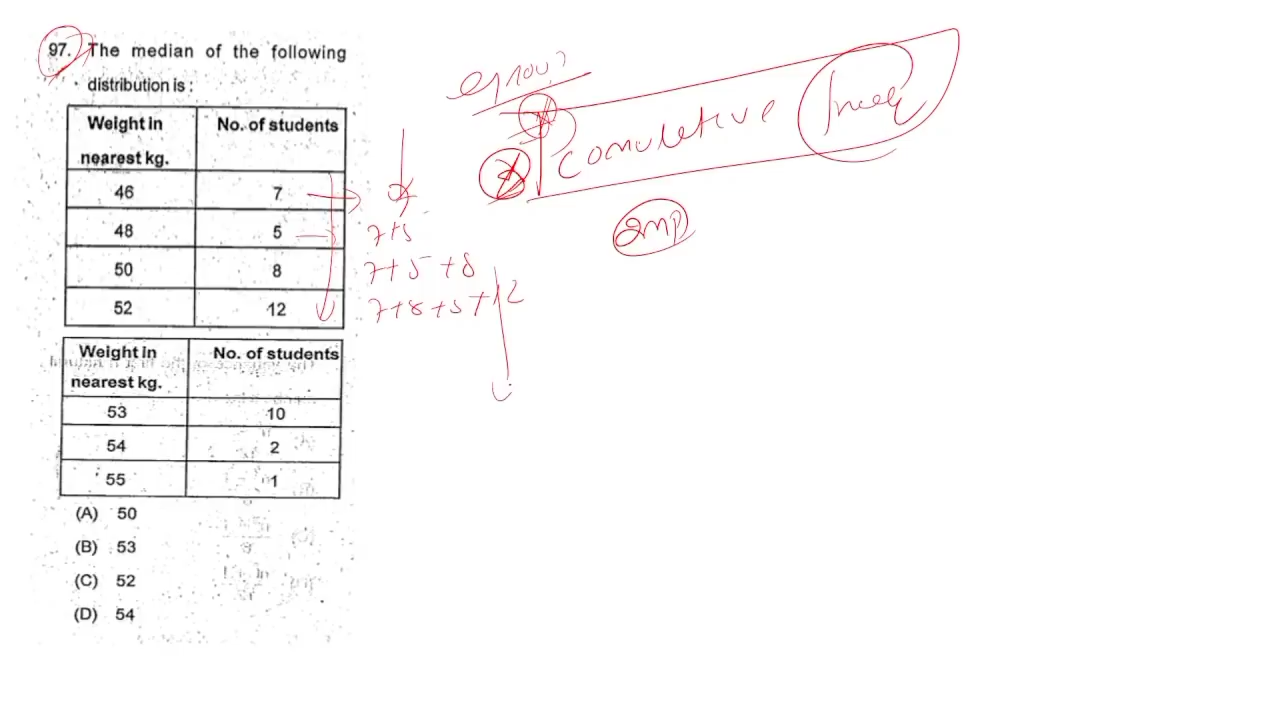 97. The median of the following
distribution is :
Weight in nearest kg. No. of students
46 7
48 5
50 8
52 12
Weight in nearest kg. No. of students
53 10
54 2
55 1
(A) 50
(B) 53
(C) 52
(D) 54
7+5
7+5+8
7+8+5+12
Comulative